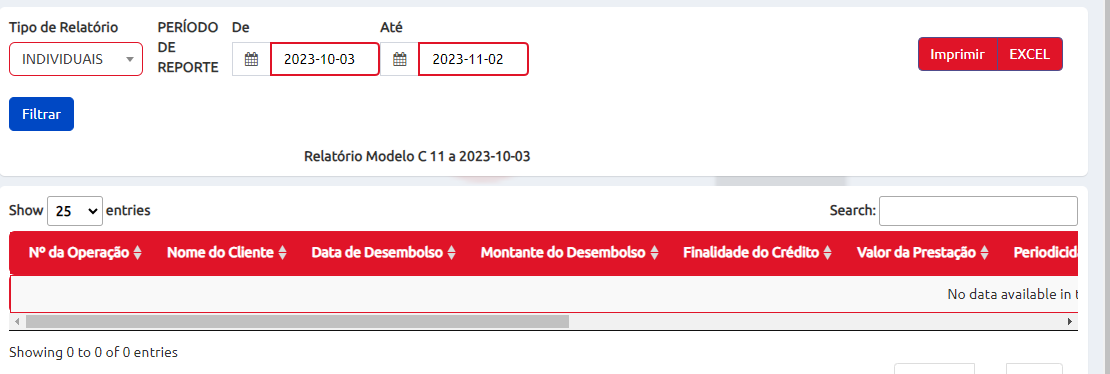 Tipo de Relatório
INDIVIDUAIS
PERÍODO
DE
REPORTE
De
2023-10-03
Até
2023-11-02
Imprimir EXCEL
Filtrar
Relatório Modelo C 11 a 2023-10-03
Show 25 entries
Search:
Nº da Operação Nome do Cliente Data de Desembolso Montante do Desembolso Finalidade do Crédito Valor da Prestação Periodicid
No data available in t
Showing 0 to 0 of 0 entries